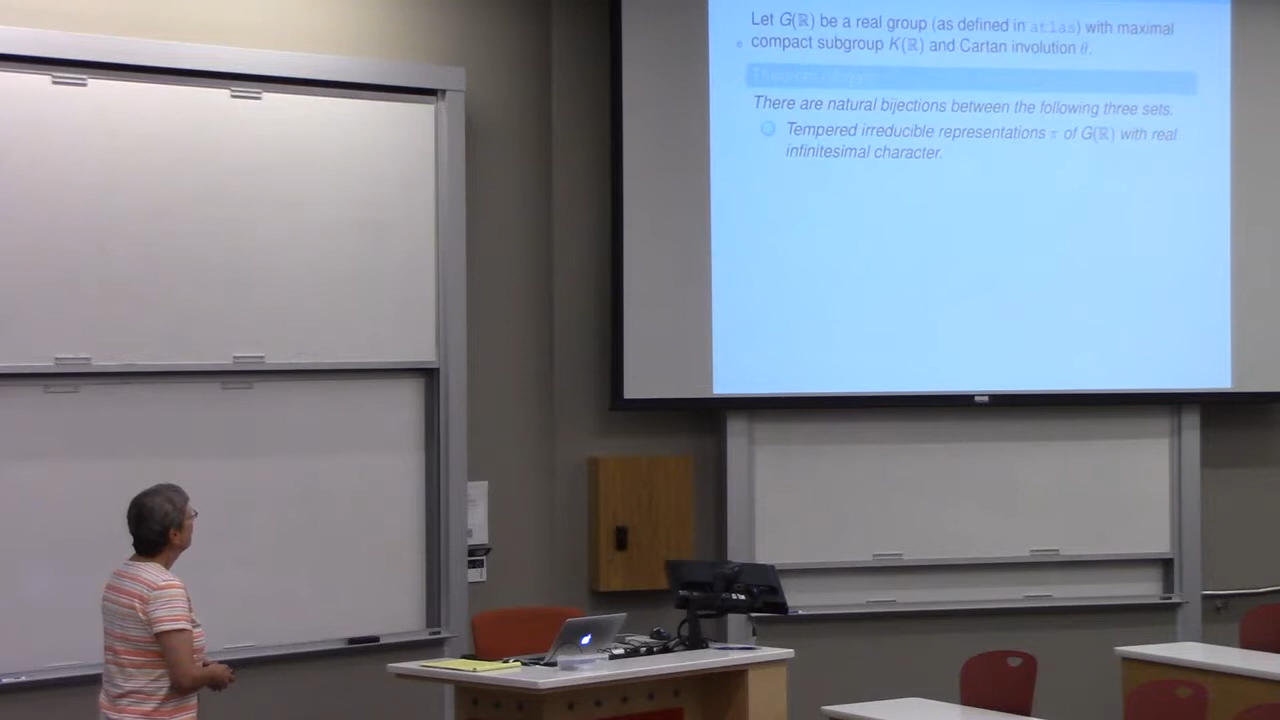 Let G(ℝ) be a real group (as defined in atlas) with maximal
compact subgroup K(ℝ) and Cartan involution θ.
There are natural bijections between the following three sets.
Tempered irreducible representations π of G(ℝ) with real
infinitesimal character.